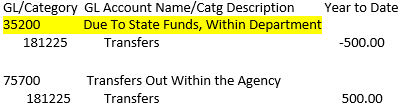 GL/Category GL Account Name/Catg Description Year to Date
35200 Due To State Funds, Within Department
181225 Transfers -500.00
75700 Transfers Out Within the Agency
181225 Transfers 500.00